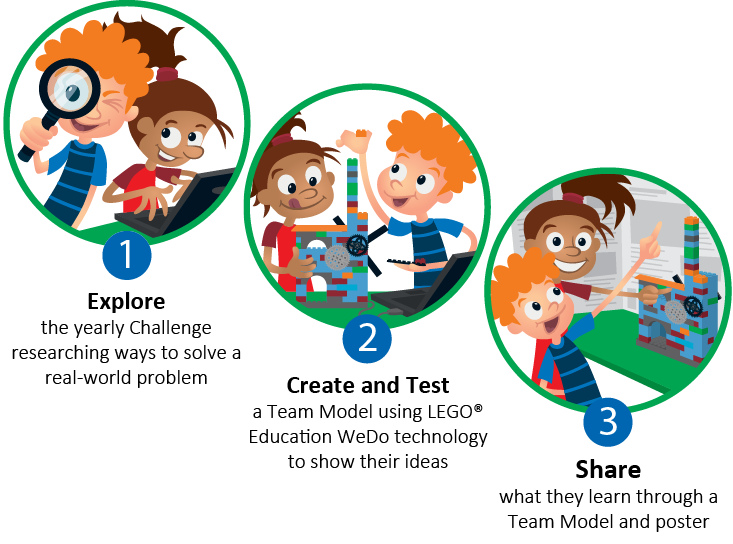 1
Explore
the yearly Challenge
researching ways to solve a
real-world problem
2
Create and Test
a Team Model using LEGO®
Education WeDo technology
to show their ideas
3
Share
what they learn through a
Team Model and poster